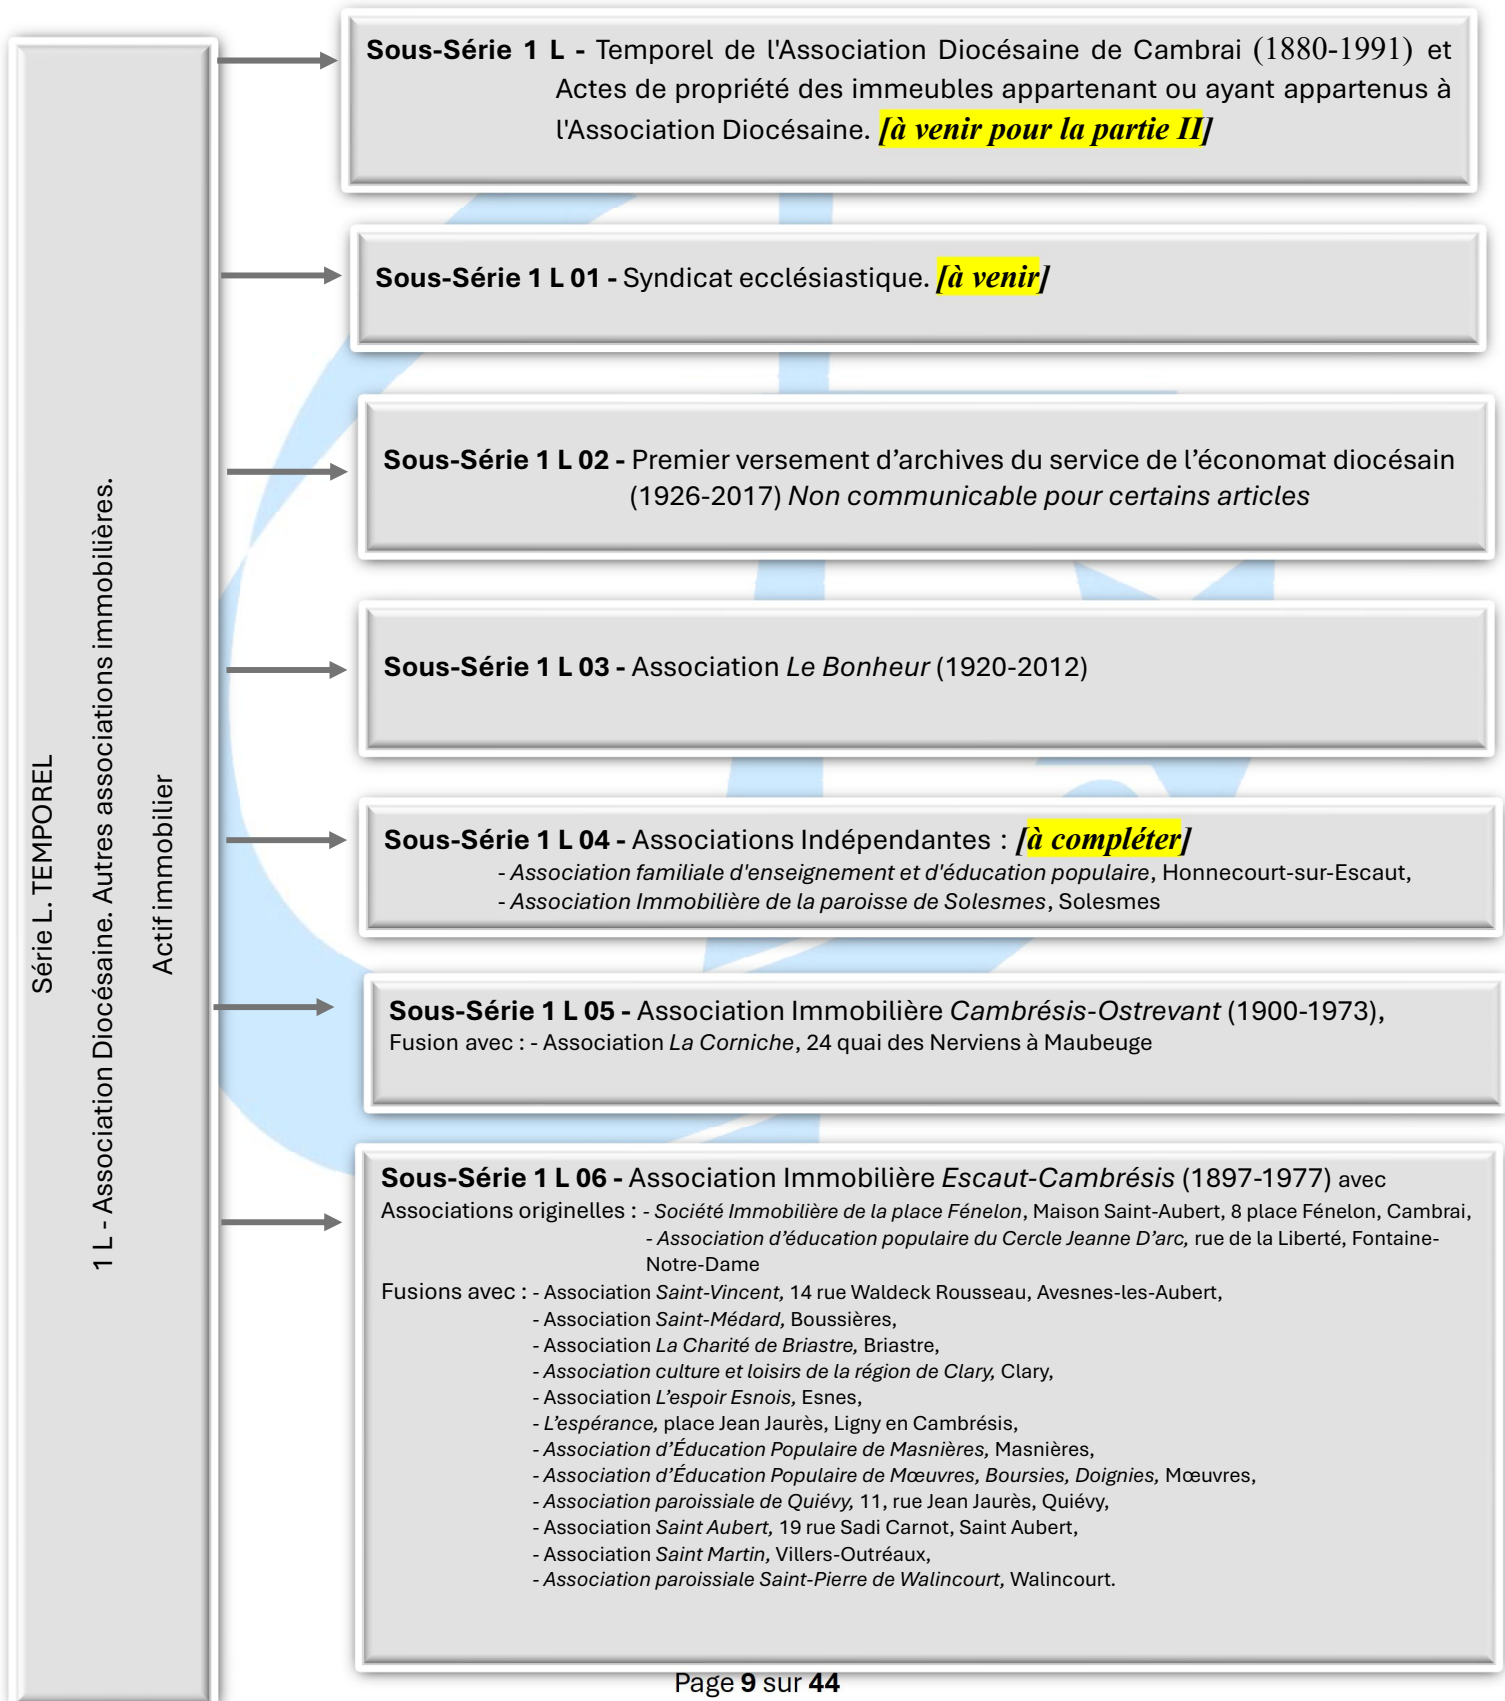 Série L. TEMPOREL
1 L - Association Diocésaine. Autres associations immobilières.
Actif immobilier
Sous-Série 1 L - Temporel de l'Association Diocésaine de Cambrai (1880-1991) et
Actes de propriété des immeubles appartenant ou ayant appartenus à
l'Association Diocésaine. [à venir pour la partie II]
Sous-Série 1 L 01 - Syndicat ecclésiastique. [à venir]
Sous-Série 1 L 02 - Premier versement d’archives du service de l’économat diocésain
(1926-2017) Non communicable pour certains articles
Sous-Série 1 L 03 - Association Le Bonheur (1920-2012)
Sous-Série 1 L 04 - Associations Indépendantes : [à compléter]
- Association familiale d'enseignement et d'éducation populaire, Honnecourt-sur-Escaut,
- Association Immobilière de la paroisse de Solesmes, Solesmes
Sous-Série 1 L 05 - Association Immobilière Cambrésis-Ostrevant (1900-1973),
Fusion avec : - Association La Corniche, 24 quai des Nerviens à Maubeuge
Sous-Série 1 L 06 - Association Immobilière Escaut-Cambrésis (1897-1977) avec
Associations originelles : - Société Immobilière de la place Fénelon, Maison Saint-Aubert, 8 place Fénelon, Cambrai,
- Association d’éducation populaire du Cercle Jeanne D’arc, rue de la Liberté, Fontaine-
Notre-Dame
Fusions avec : - Association Saint-Vincent, 14 rue Waldeck Rousseau, Avesnes-les-Aubert,
- Association Saint-Médard, Boussières,
- Association La Charité de Briastre, Briastre,
- Association culture et loisirs de la région de Clary, Clary,
- Association L’espoir Esnois, Esnes,
- L’espérance, place Jean Jaurès, Ligny en Cambrésis,
- Association d’Éducation Populaire de Masnières, Masnières,
- Association d’Éducation Populaire de Mœuvres, Boursies, Doignies, Mœuvres,
- Association paroissiale de Quiévy, 11, rue Jean Jaurès, Quiévy,
- Association Saint Aubert, 19 rue Sadi Carnot, Saint Aubert,
- Association Saint Martin, Villers-Outréaux,
- Association paroissiale Saint-Pierre de Walincourt, Walincourt.
Page 9 sur 44